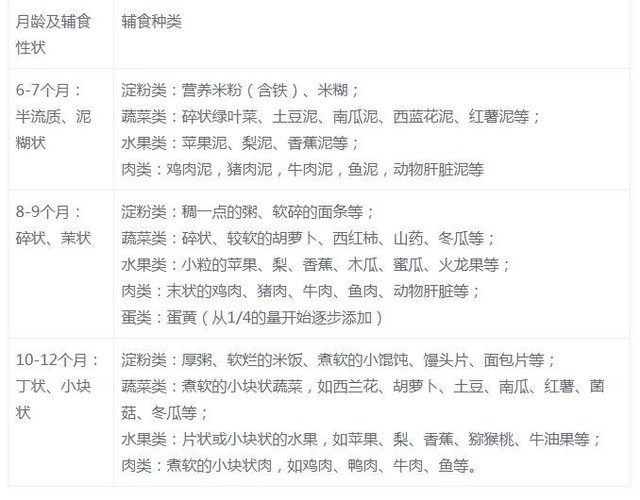 月龄及辅食
性状
辅食种类
6-7个月：
半流质、泥
糊状
淀粉类：营养米粉（含铁）、米糊；
蔬菜类：碎状绿叶菜、土豆泥、南瓜泥、西蓝花泥、红薯泥等；
水果类：苹果泥、梨泥、香蕉泥等；
肉类：鸡肉泥，猪肉泥，牛肉泥，鱼泥，动物肝脏泥等
8-9个月：
碎状、茉状
淀粉类：稠一点的粥、软碎的面条等；
蔬菜类：碎状、较软的胡萝卜、西红柿、山药、冬瓜等；
水果类：小粒的苹果、梨、香蕉、木瓜、蜜瓜、火龙果等；
肉类：末状的鸡肉、猪肉、牛肉、鱼肉、动物肝脏等；
蛋类：蛋黄（从1/4的量开始逐步添加）
10-12个月：
丁状、小块
状
淀粉类：厚粥、软烂的米饭、煮软的小馄饨、馒头片、面包片等；
蔬菜类：煮软的小块状蔬菜，如西兰花、胡萝卜、土豆、南瓜、红薯、菌
菇、冬瓜等；
水果类：片状或小块状的水果，如苹果、梨、香蕉、猕猴桃、牛油果等；
肉类：煮软的小块状肉，如鸡肉、鸭肉、牛肉、鱼等。